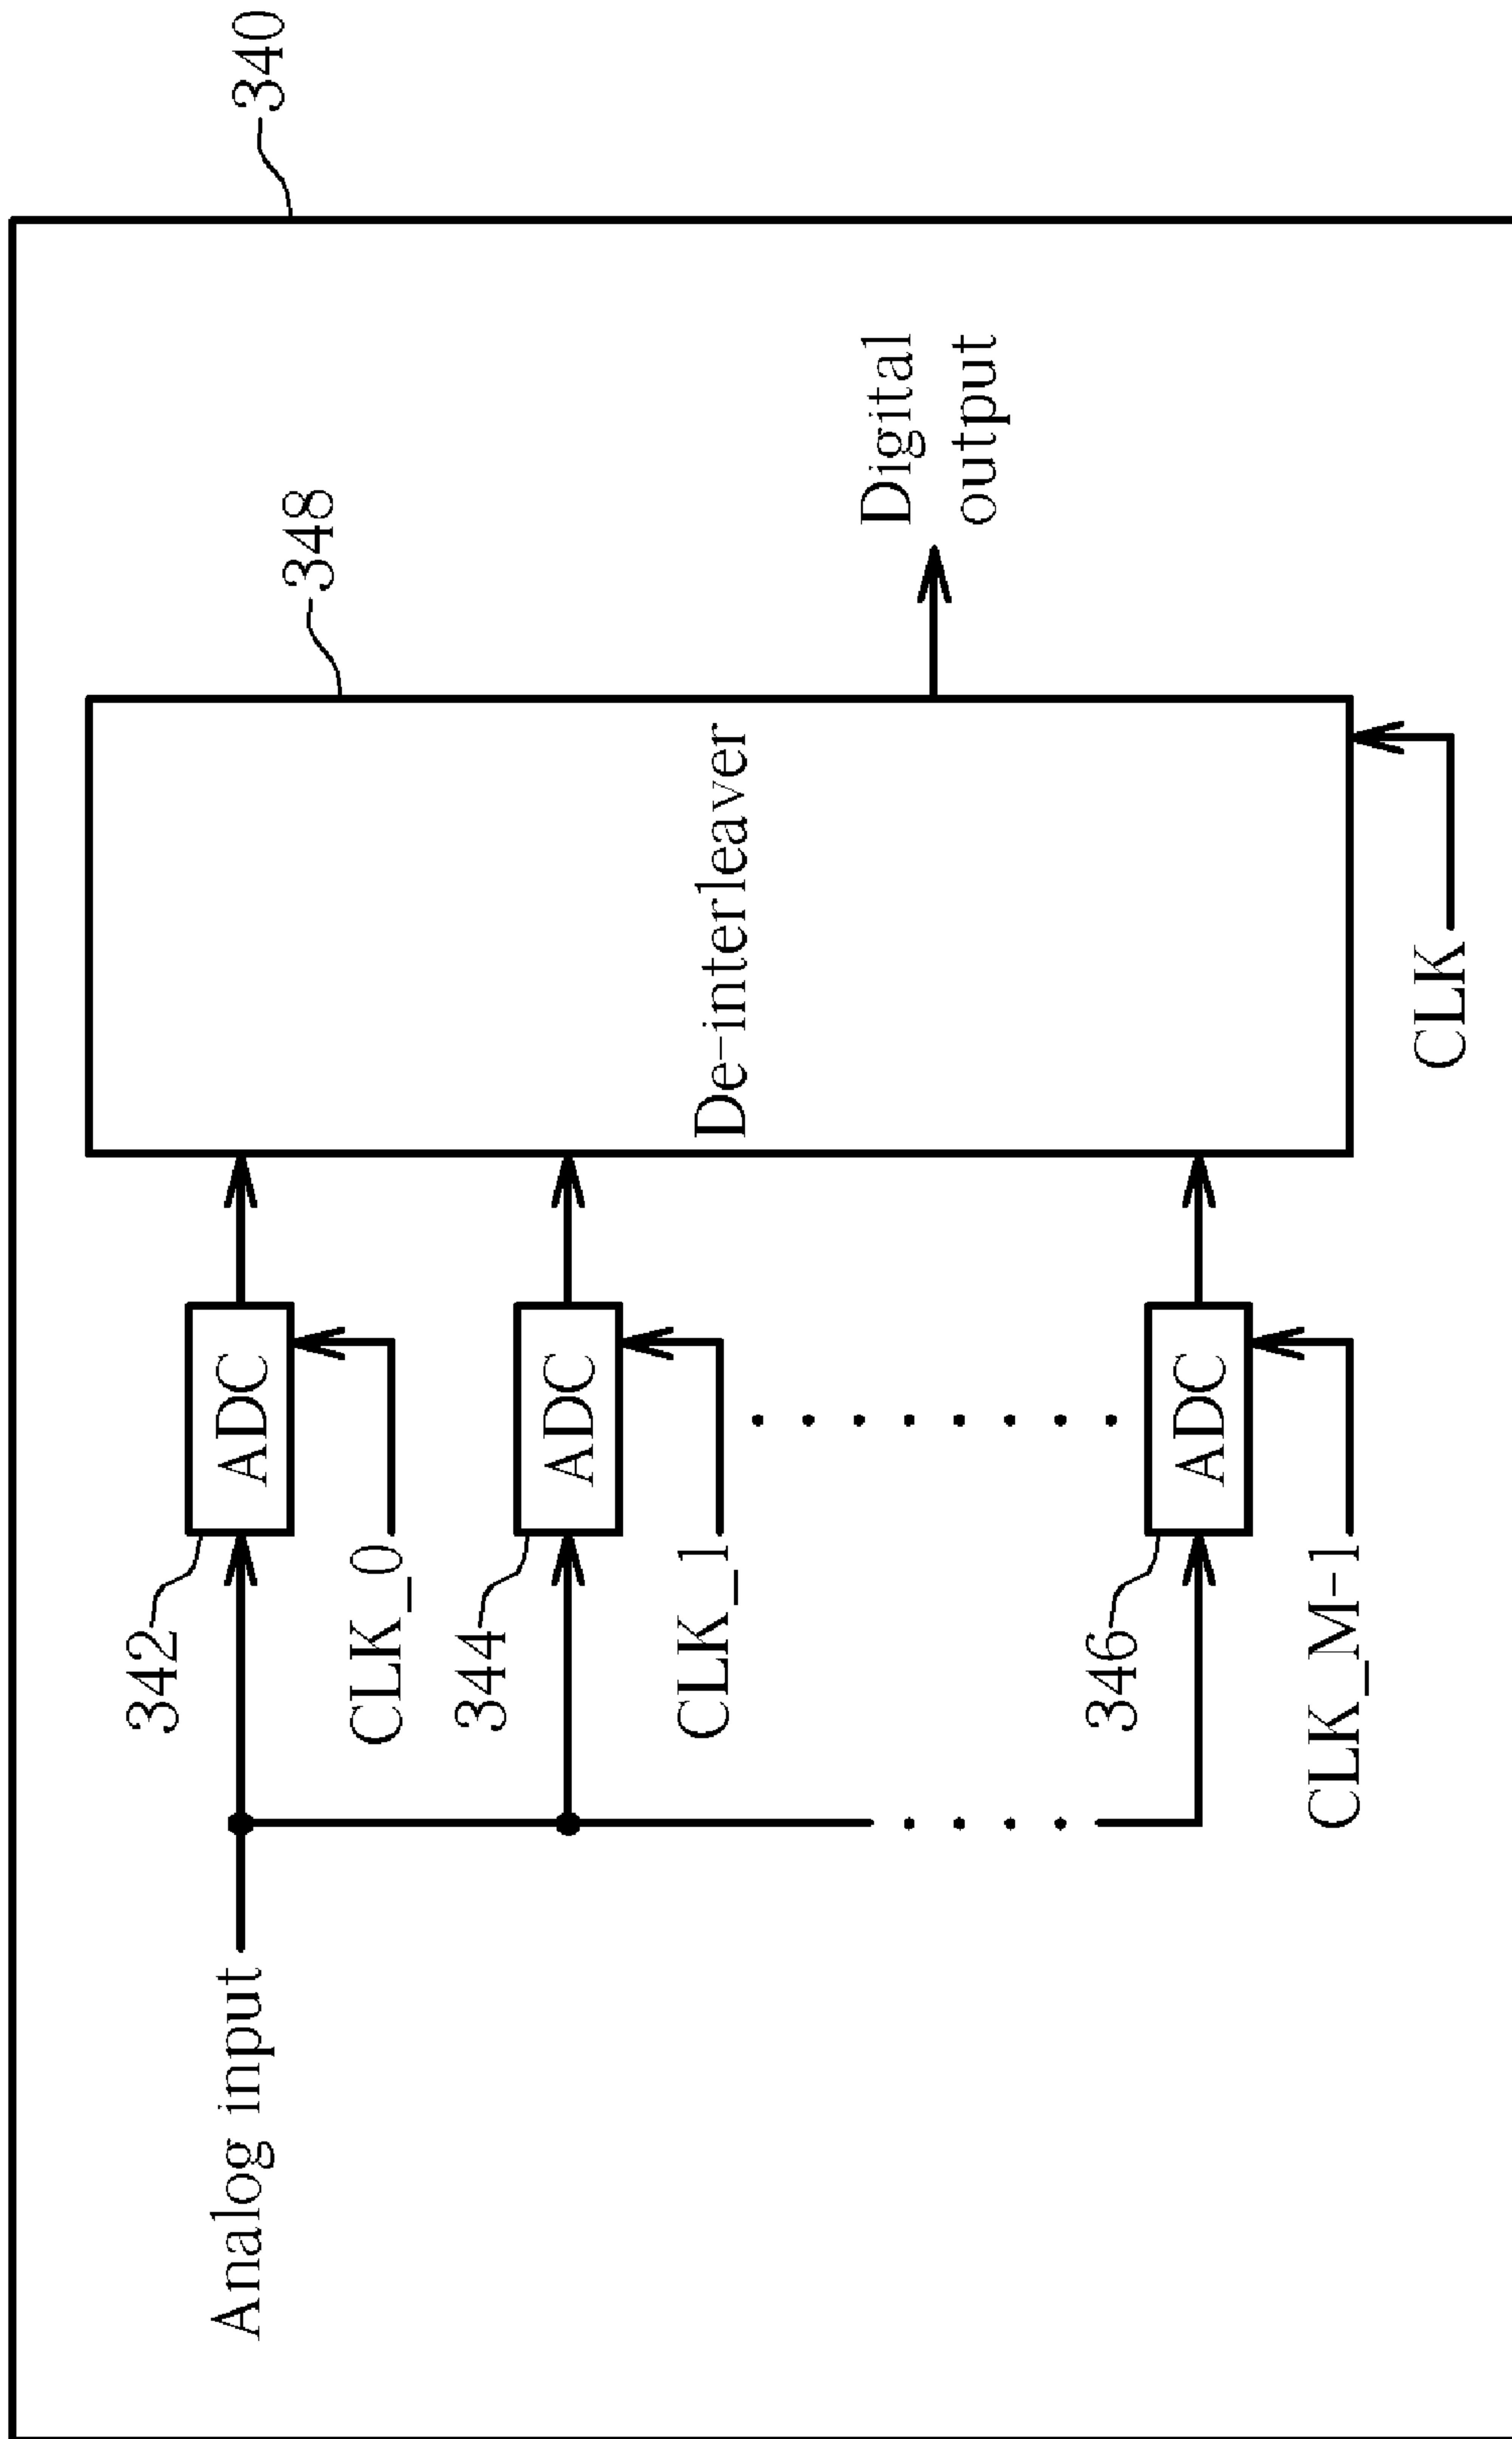 340
348
342
ADC
Analog input
CLK_0
344
ADC
CLK_1
De-interleaver
Digital
output
346
ADC
CLK_M-1
CLK